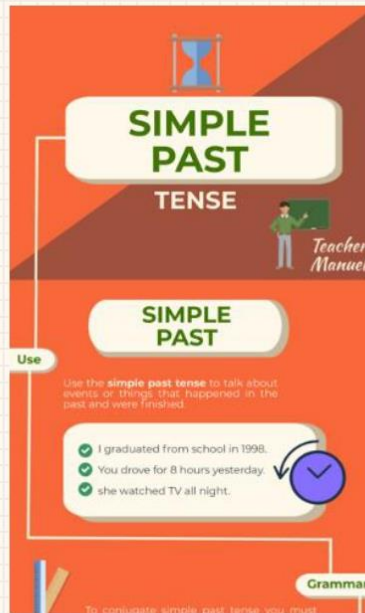 SIMPLE
PAST
TENSE
Teacher
Manuel
SIMPLE
PAST
Use
Use the simple past tense to talk about
events or things that happened in the
past and were finished.
I graduated from school in 1998.
You drove for 8 hours yesterday.
she watched TV all night.
Grammar
To conjugate simple past tense you must